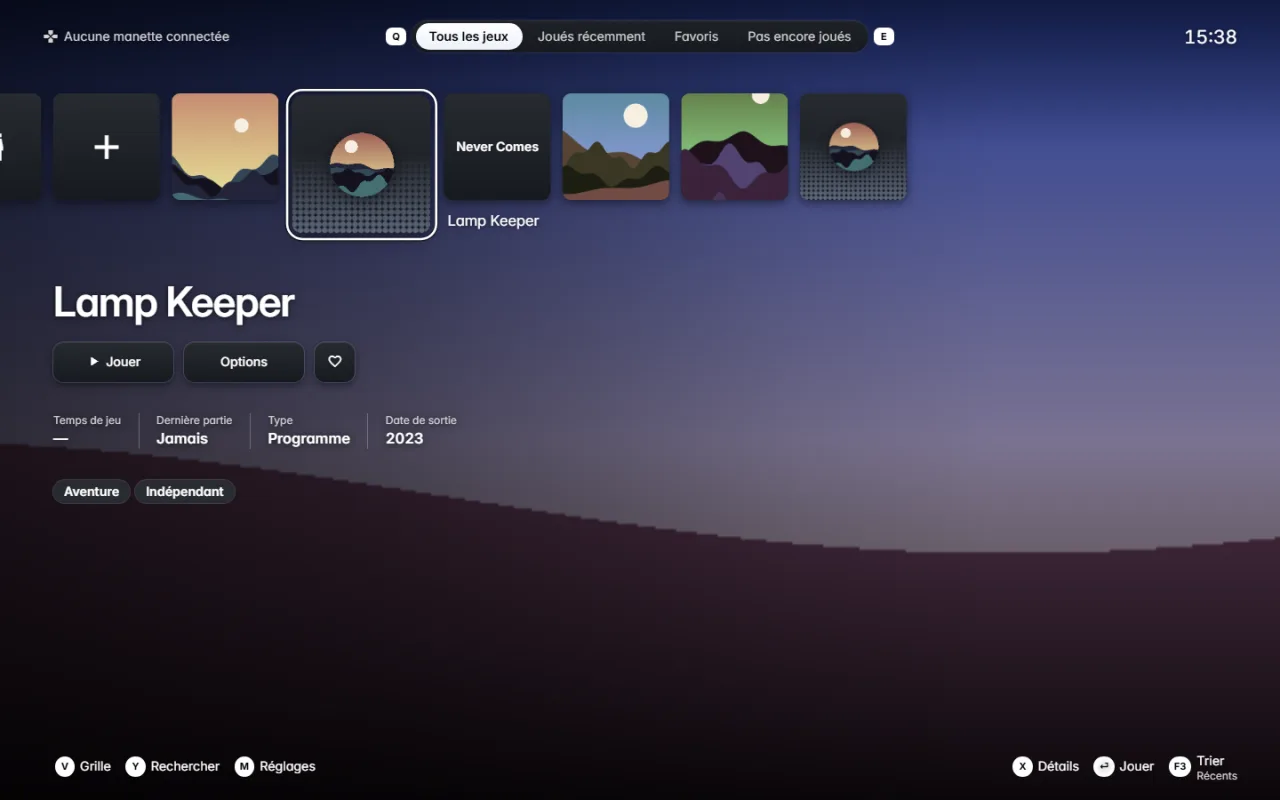 Aucune manette connectée
Q
Tous les jeux
Joués récemment
Favoris
Pas encore joués
E
15:38
Never Comes
Lamp Keeper
Lamp Keeper
Jouer
Options
Temps de jeu
—
Dernière partie
Jamais
Type
Programme
Date de sortie
2023
Aventure
Indépendant
V Grille
Y Rechercher
M Réglages
X Détails
Jouer
F3 Trier
Récents